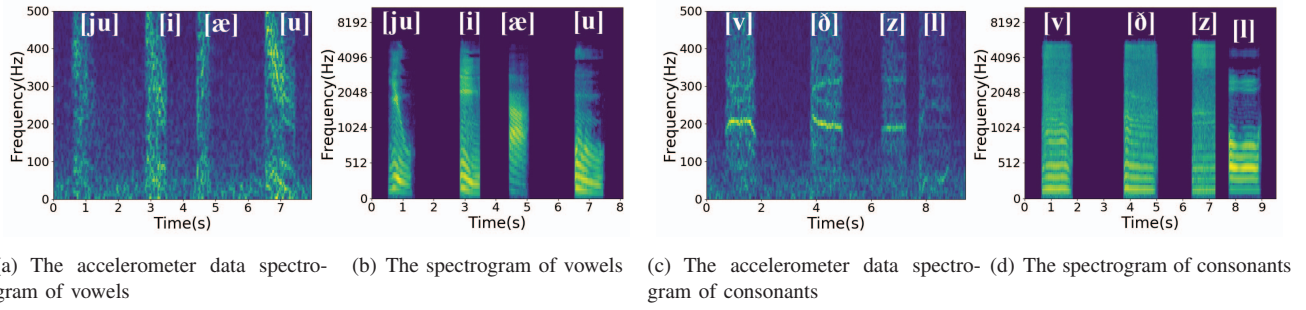 [ju] [i] [æ] [u]
500
400
300
200
100
0
Frequency(Hz)
0 1 2 3 4 5 6 7
Time(s)
[ju] [i] [æ] [u]
8192
4096
2048
1024
512
0
Frequency(Hz)
0 1 2 3 4 5 6 7 8
Time(s)
[v] [ð] [z] [l]
500
400
300
200
100
0
Frequency(Hz)
0 2 4 6 8
Time(s)
[v] [ð] [z] [l]
8192
4096
2048
1024
512
0
Frequency(Hz)
0 1 2 3 4 5 6 7 8 9
Time(s)
(a) The accelerometer data spectro-
gram of vowels
(b) The spectrogram of vowels
(c) The accelerometer data spectro-
gram of consonants
(d) The spectrogram of consonants